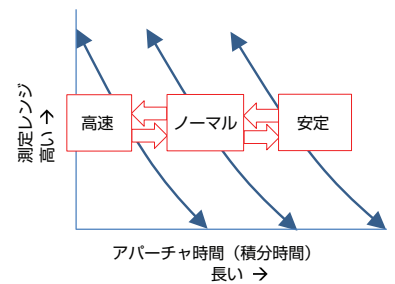 測定レンジ
高い →
高速
ノーマル
安定
アパーチャ時間（積分時間）
長い →